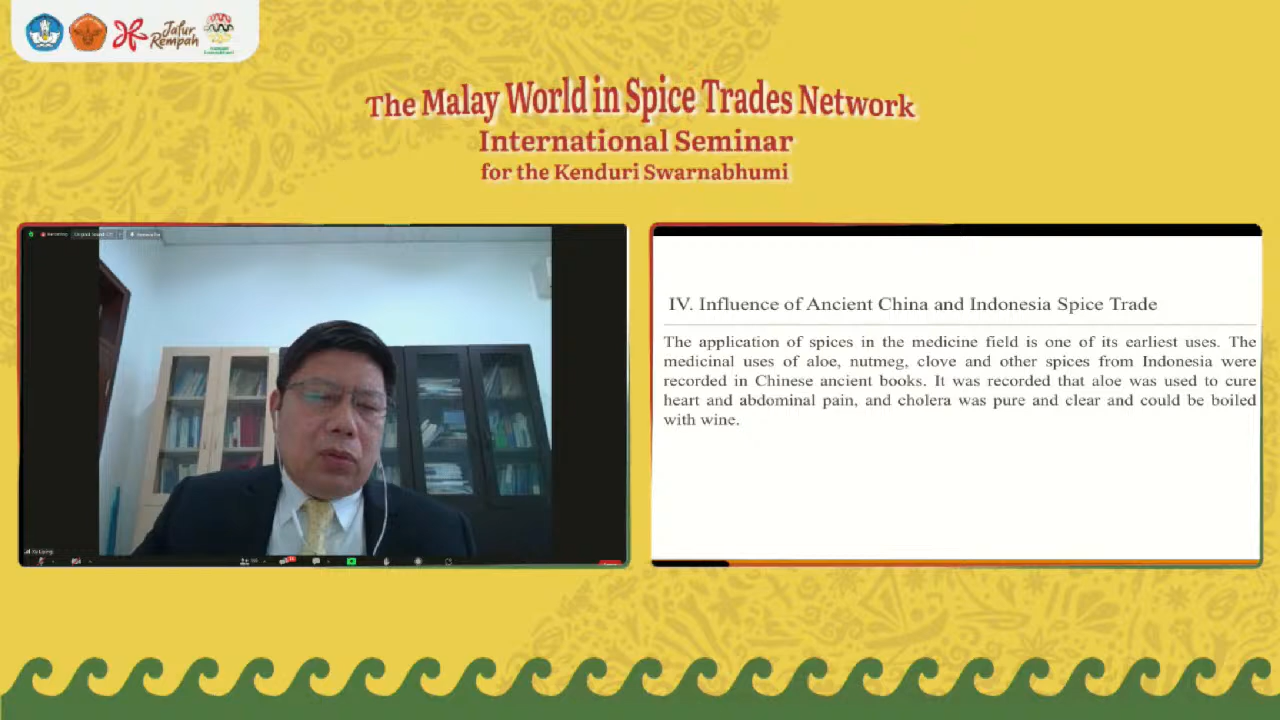 Jalur
Rempah
The Malay World in Spice Trades Network
International Seminar
for the Kenduri Swarnabhumi
IV. Influence of Ancient China and Indonesia Spice Trade
The application of spices in the medicine field is one of its earliest uses. The
medicinal uses of aloe, nutmeg, clove and other spices from Indonesia were
recorded in Chinese ancient books. It was recorded that aloe was used to cure
heart and abdominal pain, and cholera was pure and clear and could be boiled
with wine.